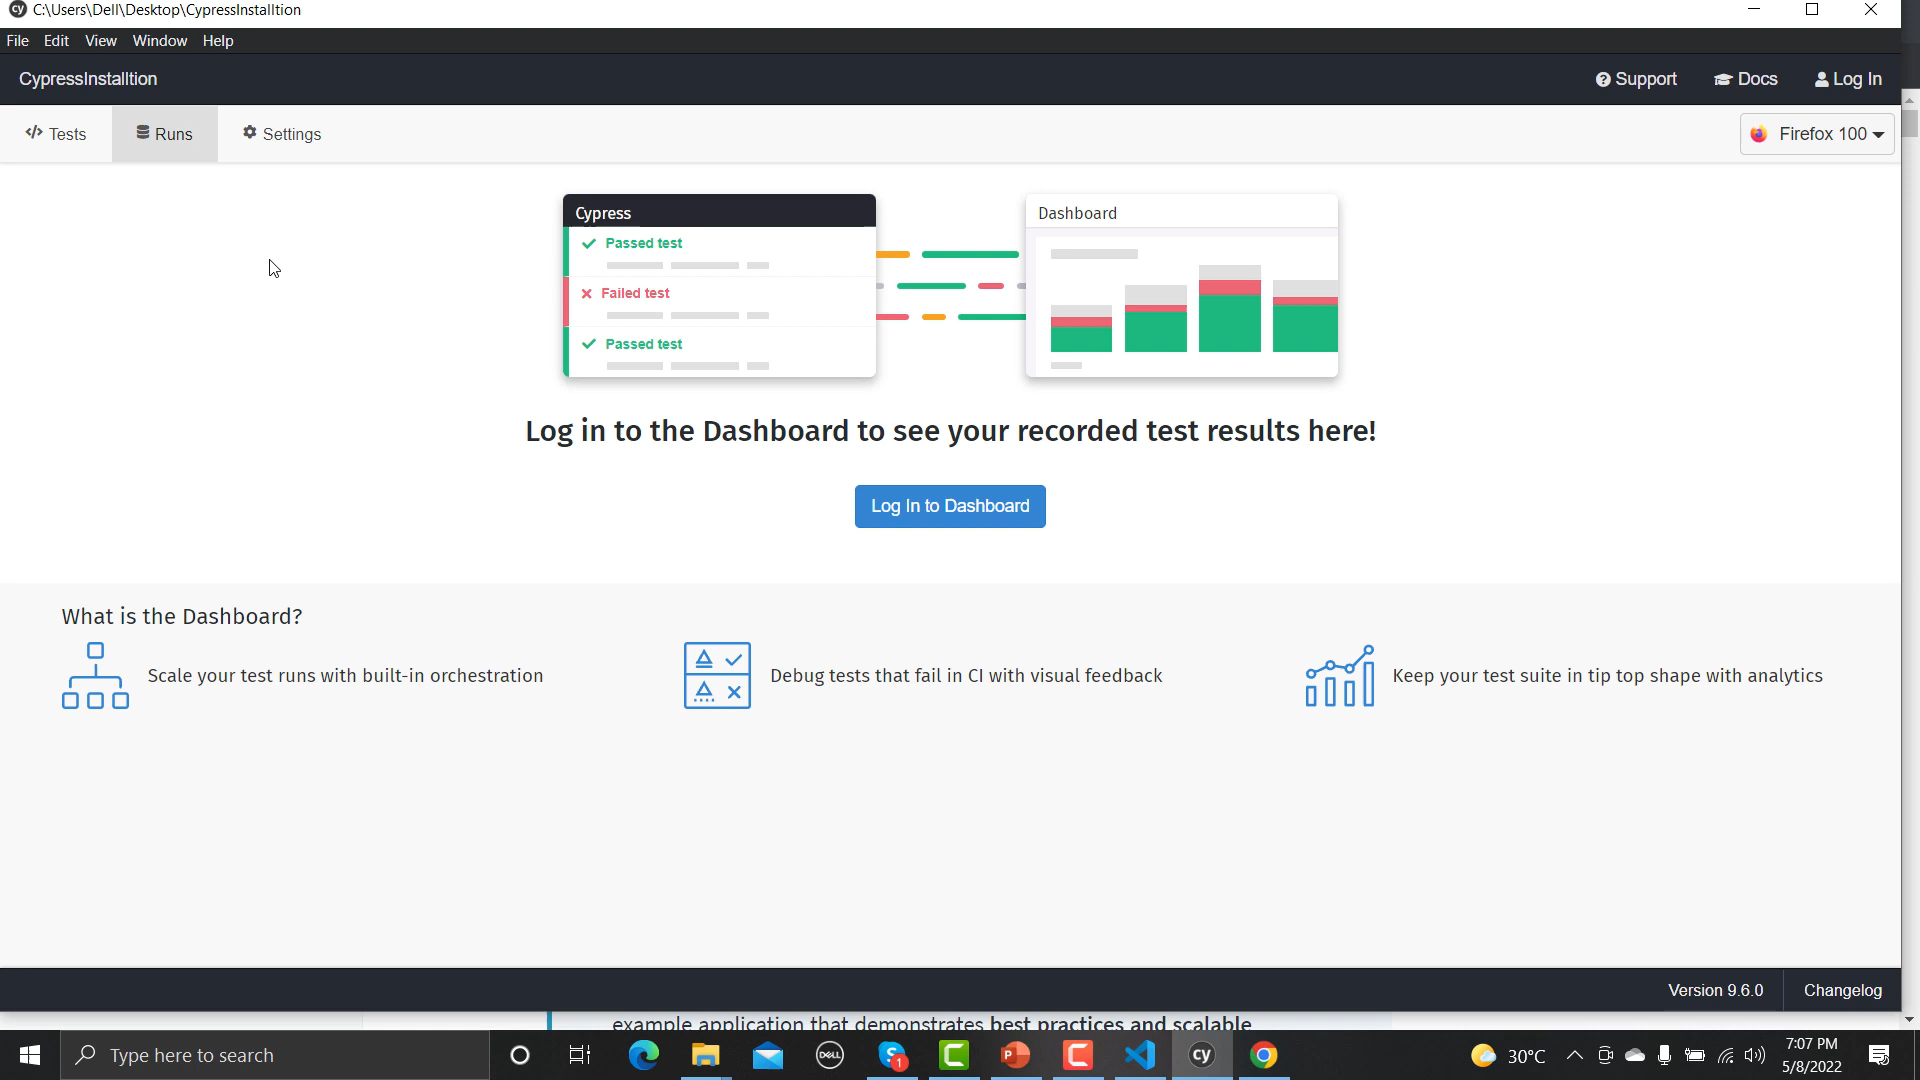 cy C:\Users\Dell\Desktop\CypressInstalltion
File Edit View Window Help
CypressInstalltion
Support Docs Log In
Tests Runs Settings
Firefox 100
Cypress
Passed test
Failed test
Passed test
Dashboard
Log in to the Dashboard to see your recorded test results here!
Log In to Dashboard
What is the Dashboard?
Scale your test runs with built-in orchestration
Debug tests that fail in CI with visual feedback
Keep your test suite in tip top shape with analytics
Version 9.6.0 Changelog
example application that demonstrates best practices and scalable
Type here to search
DELL
S 1
C
P
C
cy
30°C
7:07 PM
5/8/2022